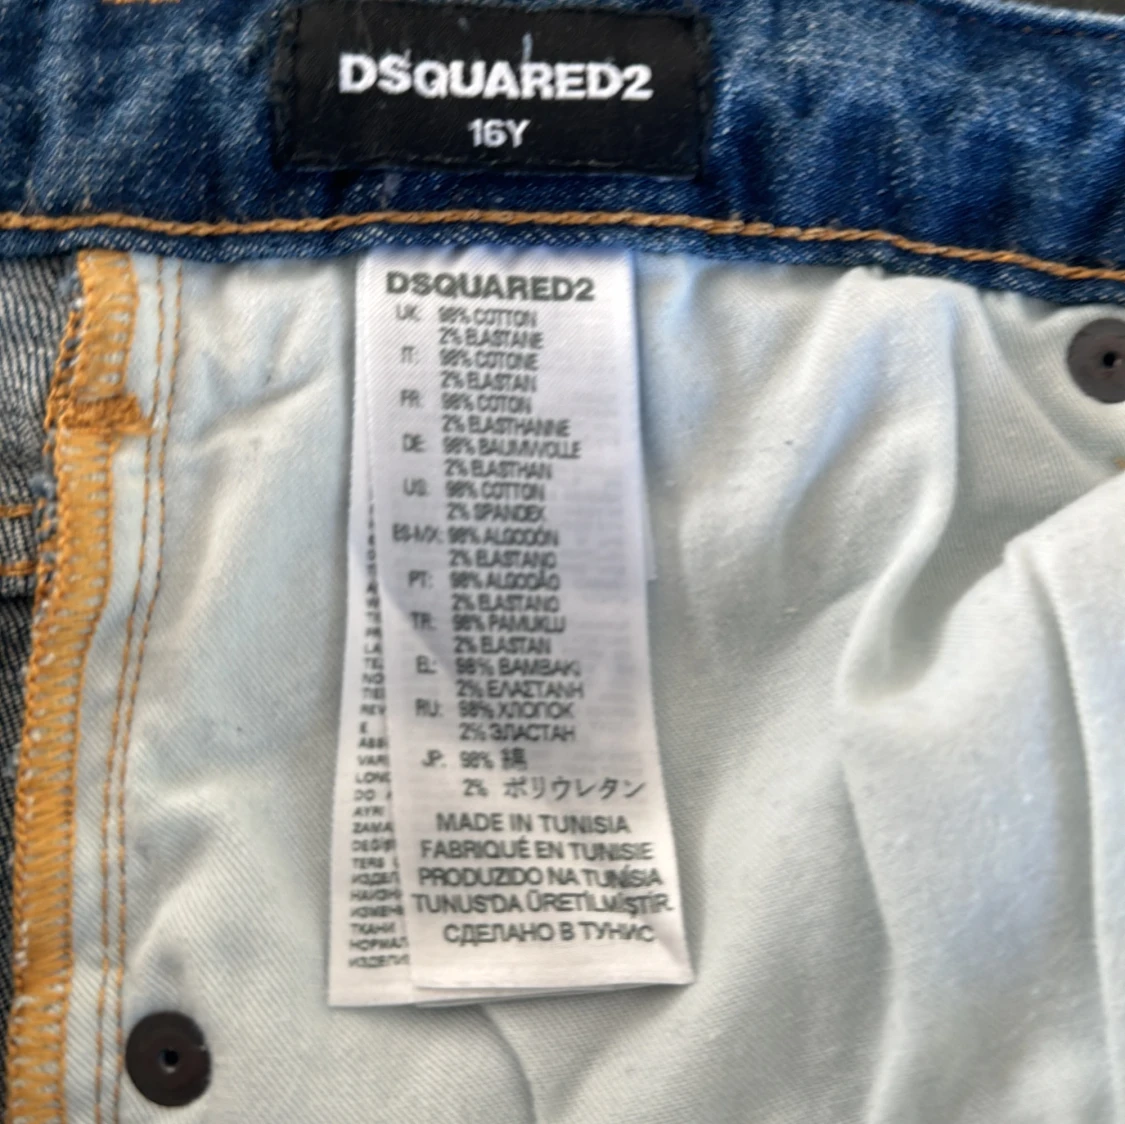 DSQUARED2
16Y
DSQUARED2
UK: 98% COTTON
2% ELASTANE
IT: 98% COTONE
2% ELASTAN
FR: 98% COTON
2% ELASTHANNE
DE: 98% BAUMWOLLE
2% ELASTHAN
US: 98% COTTON
2% SPANDEX
ES-MX: 98% ALGODÓN
2% ELASTANO
PT: 98% ALGODÃO
2% ELASTANO
TR: 98% PAMUKLU
2% ELASTAN
EL: 98% BAMBAKI
2% ΕΛΑΣΤΑΝΗ
RU: 98% ХЛОПОК
2% ЭЛАСТАН
JP: 98% 綿
2% ポリウレタン
MADE IN TUNISIA
FABRIQUÉ EN TUNISIE
PRODUZIDO NA TUNÍSIA
TUNUS'DA ÜRETİLMİŞTİR.
СДЕЛАНО В ТУНИС